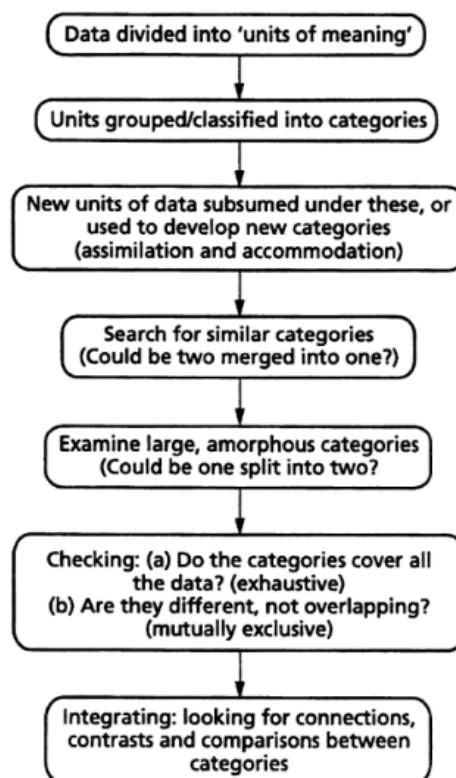 Data divided into ‘units of meaning’
Units grouped/classified into categories
New units of data subsumed under these, or
used to develop new categories
(assimilation and accommodation)
Search for similar categories
(Could be two merged into one?)
Examine large, amorphous categories
(Could be one split into two?
Checking: (a) Do the categories cover all
the data? (exhaustive)
(b) Are they different, not overlapping?
(mutually exclusive)
Integrating: looking for connections,
contrasts and comparisons between
categories